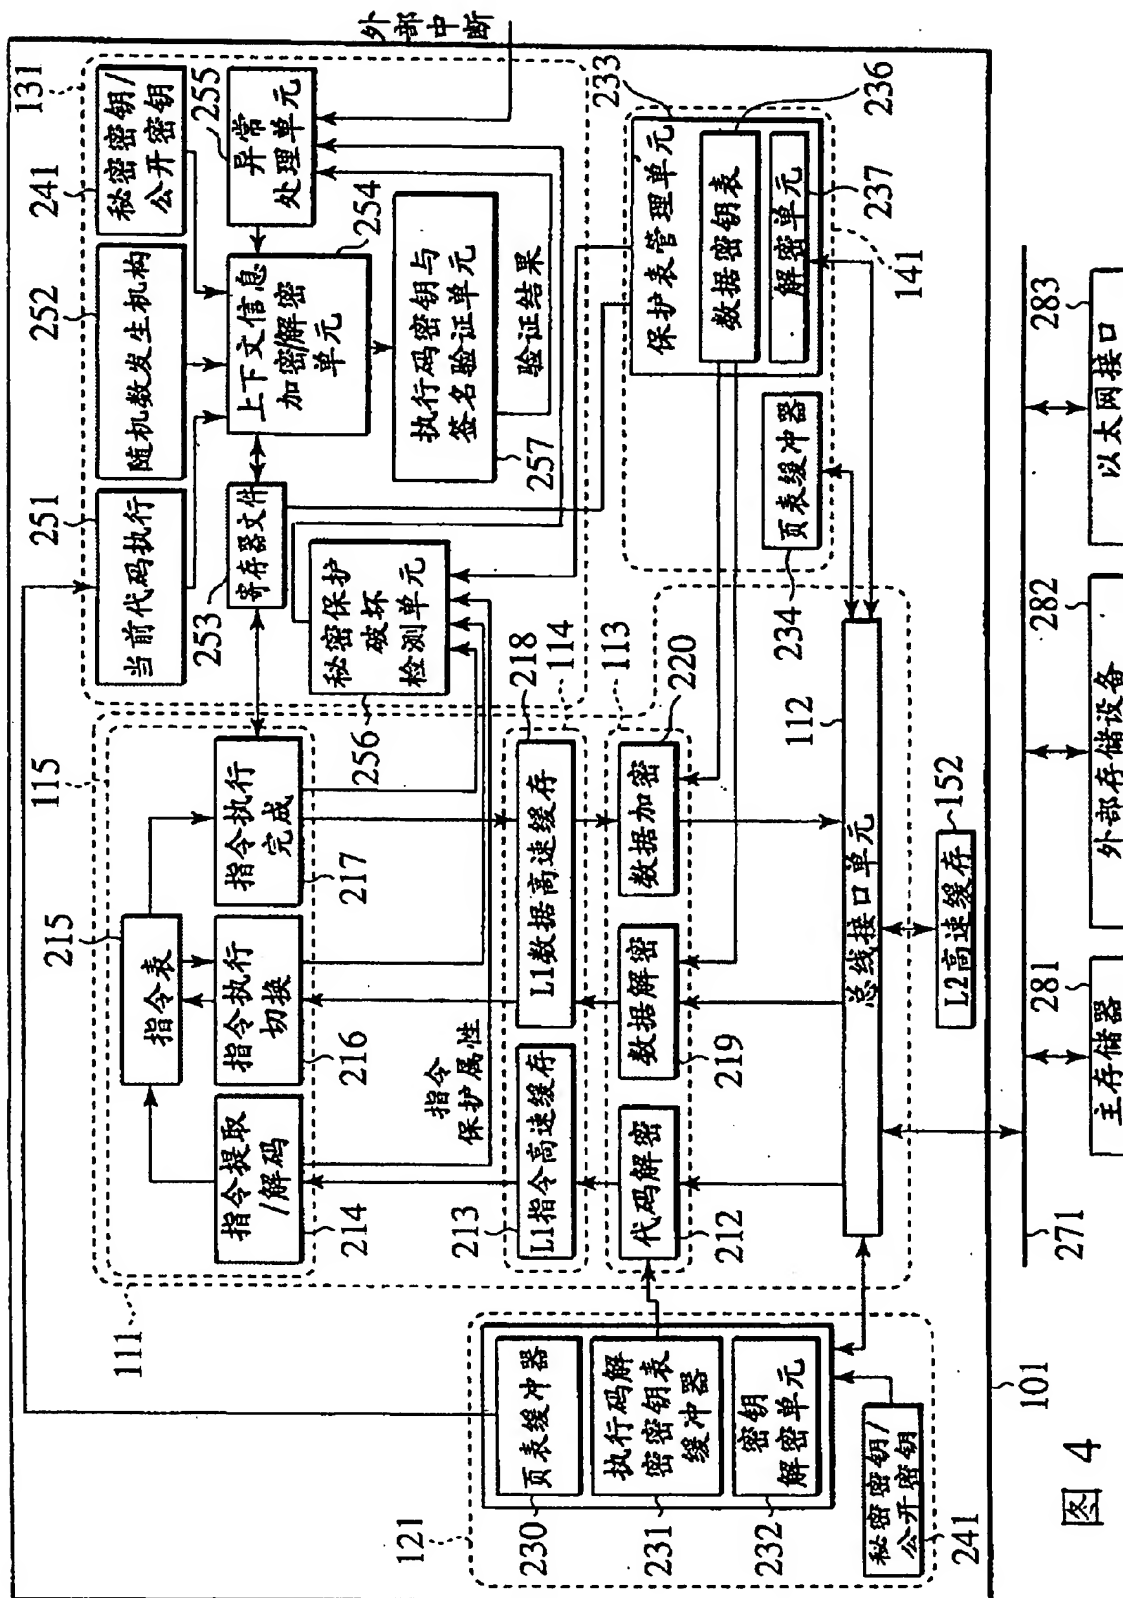 外部中断
131
241
秘密密钥/
公开密钥
255
异常
处理单元
252
随机数发生机构
254
上下文信息
加密/解密
单元
执行码密钥与
签名验证单元
257
验证结果
251
当前代码执行
253
寄存器文件
256
秘密保护
破坏
检测单元
233
保护表管理单元
236
数据密钥表
237
解密单元
141
234
页表缓冲器
115
215
指令表
指令执行
完成
217
指令执行
切换
216
指令提取
/解码
214
指令
保护属性
111
218
114
L1数据高速缓存
213
L1指令高速缓存
113
220
数据加密
数据解密
219
代码解密
212
112
总线接口单元
152
L2高速缓存
121
230
页表缓冲器
231
执行码解
密密钥表
缓冲器
232
密钥
解密单元
241
秘密密钥/
公开密钥
101
271
281
主存储器
282
外部存储设备
283
以太网接口
图 4